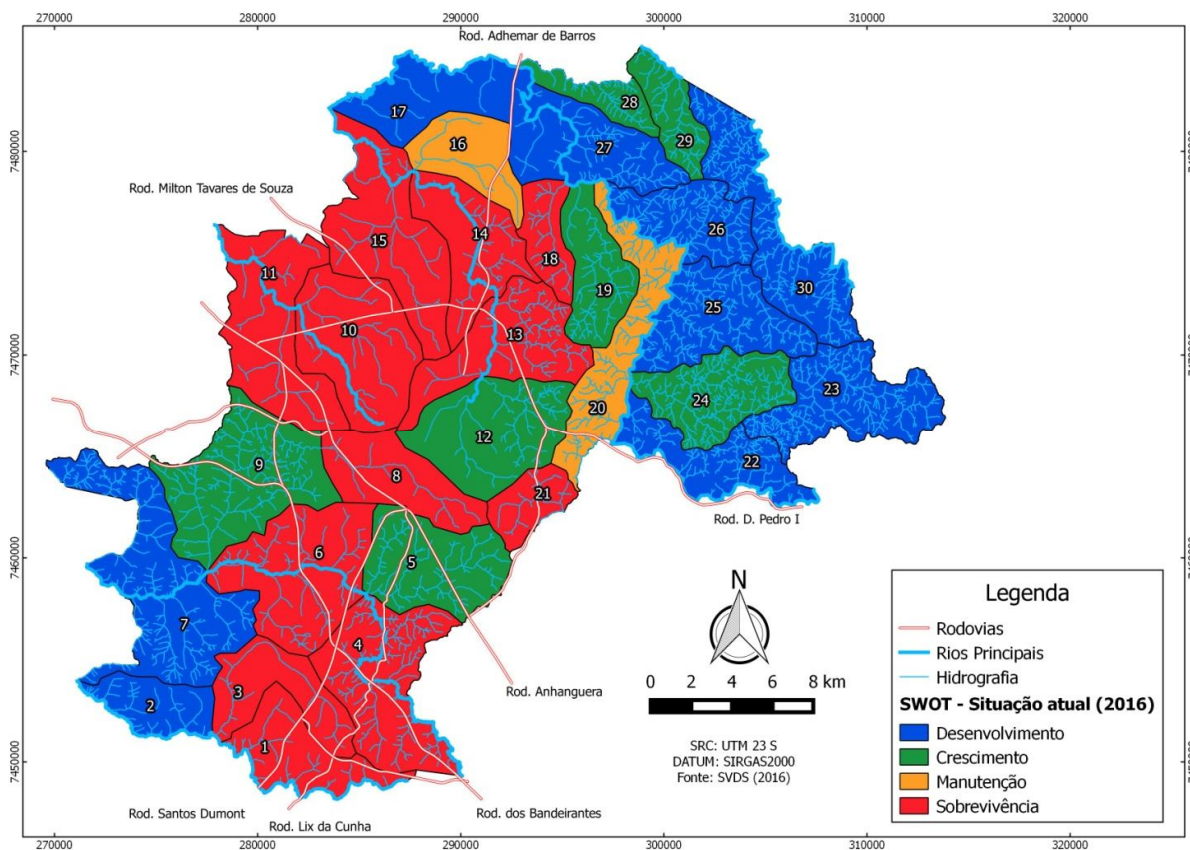 270000 280000 290000 300000 310000 320000
Rod. Adhemar de Barros
28
17
29
7480000
16
27
7480000
Rod. Milton Tavares de Souza
26
14
15
18
11
30
19
25
10
13
7470000
7470000
23
24
20
12
22
9
8
21
Rod. D. Pedro I
6
5
7460000
7460000
7
4
N
0 2 4 6 8 km
Rod. Anhanguera
3
2
1
SRC: UTM 23 S
DATUM: SIRGAS2000
Fonte: SVDS (2016)
7450000
7450000
Rod. Santos Dumont
Rod. dos Bandeirantes
Rod. Lix da Cunha
Legenda
Rodovias
Rios Principais
Hidrografia
SWOT - Situação atual (2016)
Desenvolvimento
Crescimento
Manutenção
Sobrevivência
270000 280000 290000 300000 310000 320000